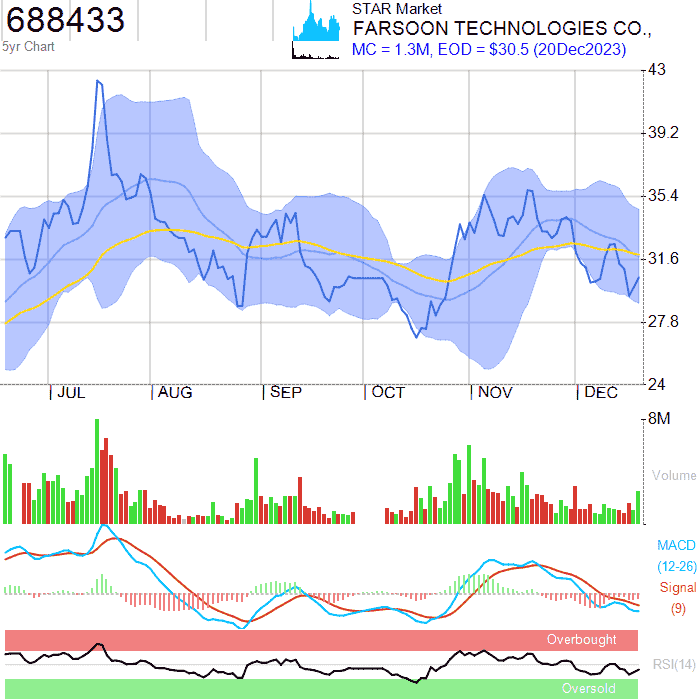 688433
5yr Chart
STAR Market
FARSOON TECHNOLOGIES CO.,
MC = 1.3M, EOD = $30.5 (20Dec2023)
43
39.2
35.4
31.6
27.8
24
JUL AUG SEP OCT NOV DEC
8M
Volume
MACD
(12-26)
Signal
(9)
Overbought
RSI(14)
Oversold